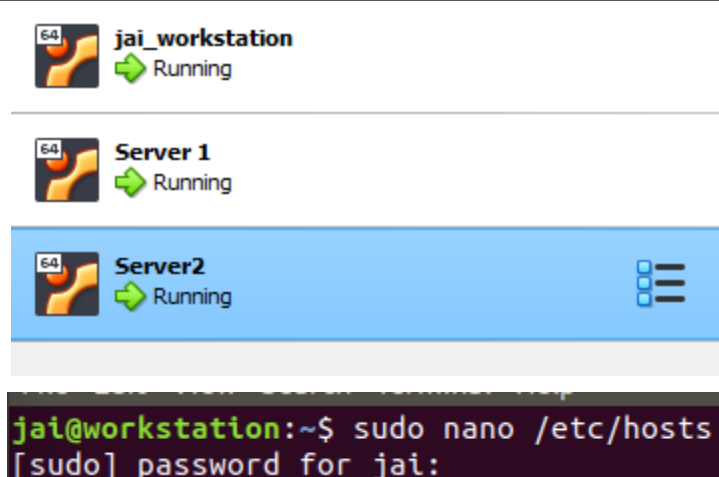 64
jai_workstation
Running
64
Server 1
Running
64
Server2
Running
jai@workstation:~$ sudo nano /etc/hosts
[sudo] password for jai: